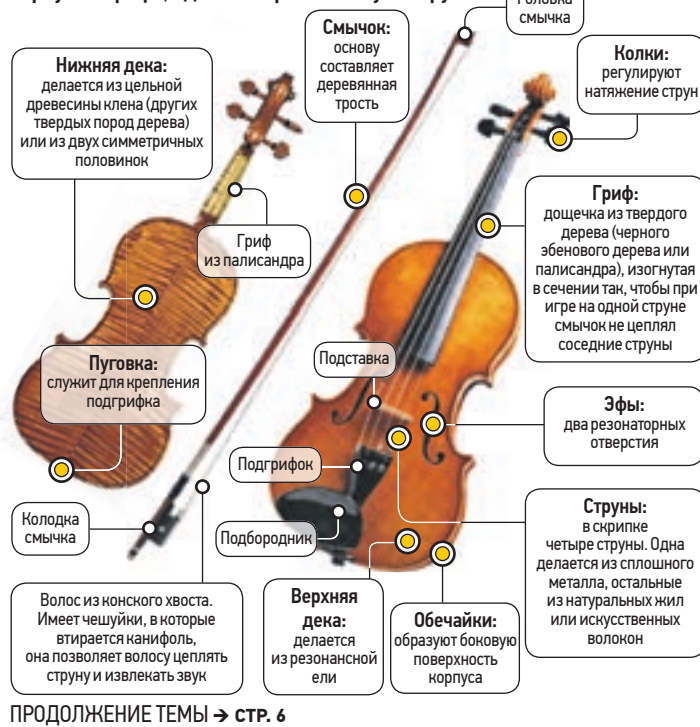 Головка
смычка
Смычок:
основу
составляет
деревянная
трость
Колки:
регулируют
натяжение струн
Нижняя дека:
делается из цельной
древесины клена (других
твердых пород дерева)
или из двух симметричных
половинок
Гриф
из палисандра
Гриф:
дощечка из твердого
дерева (черного
эбенового дерева или
палисандра), изогнутая
в сечении так, чтобы при
игре на одной струне
смычок не цеплял
соседние струны
Пуговка:
служит для крепления
подгрифка
Подставка
Эфы:
два резонаторных
отверстия
Подгрифок
Колодка
смычка
Подбородник
Струны:
в скрипке
четыре струны. Одна
делается из сплошного
металла, остальные
из натуральных жил
или искусственных
волокон
Волос из конского хвоста.
Имеет чешуйки, в которые
втирается канифоль,
она позволяет волосу цеплять
струну и извлекать звук
Верхняя
дека:
делается
из резонансной
ели
Обечайки:
образуют боковую
поверхность
корпуса
ПРОДОЛЖЕНИЕ ТЕМЫ → СТР. 6